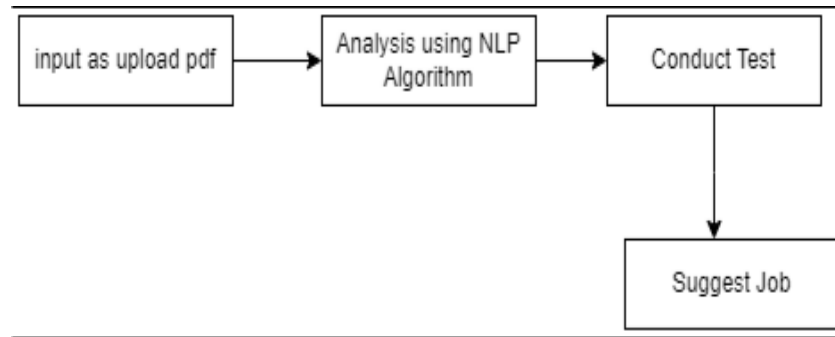 input as upload pdf
Analysis using NLP
Algorithm
Conduct Test
Suggest Job